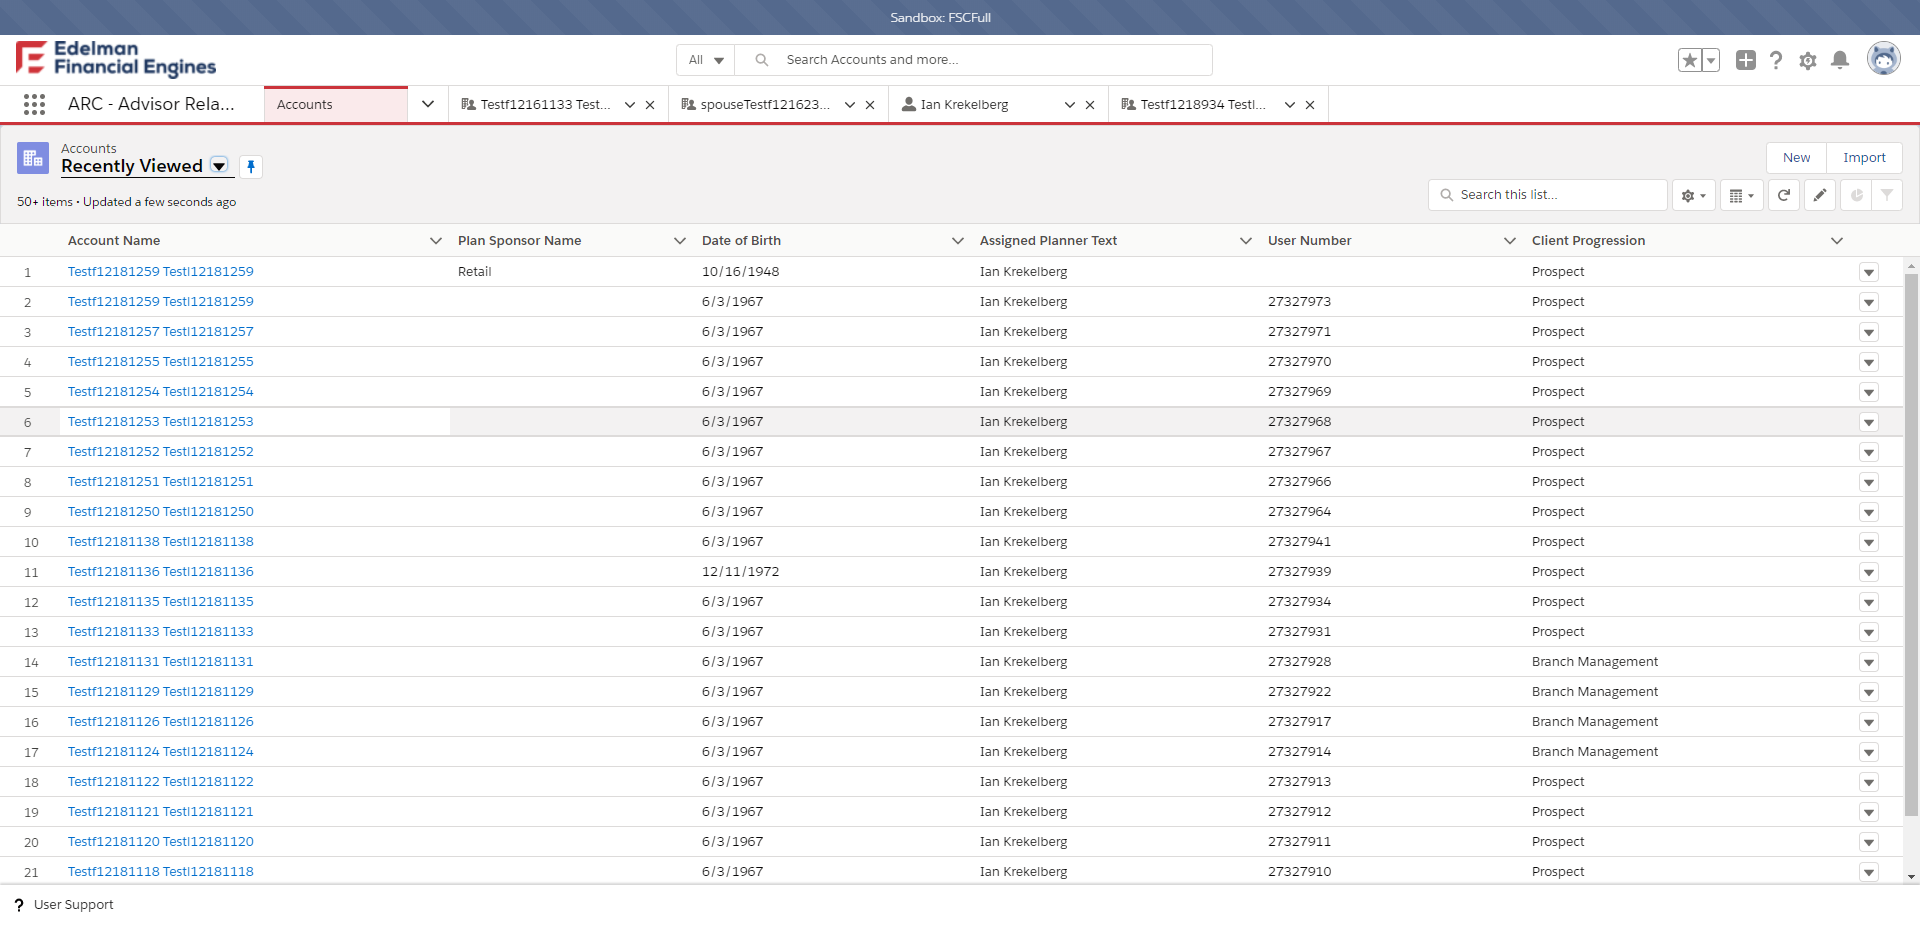 Sandbox: FSCFull
Edelman
Financial Engines
All
Search Accounts and more...
ARC - Advisor Rela...
Accounts
Testf12161133 Test...
spouseTestf121623...
Ian Krekelberg
Testf1218934 Testl...
Accounts
Recently Viewed
New
Import
50+ items • Updated a few seconds ago
Search this list...
Account Name Plan Sponsor Name Date of Birth Assigned Planner Text User Number Client Progression
1 Testf12181259 Testl12181259 Retail 10/16/1948 Ian Krekelberg Prospect
2 Testf12181259 Testl12181259 6/3/1967 Ian Krekelberg 27327973 Prospect
3 Testf12181257 Testl12181257 6/3/1967 Ian Krekelberg 27327971 Prospect
4 Testf12181255 Testl12181255 6/3/1967 Ian Krekelberg 27327970 Prospect
5 Testf12181254 Testl12181254 6/3/1967 Ian Krekelberg 27327969 Prospect
6 Testf12181253 Testl12181253 6/3/1967 Ian Krekelberg 27327968 Prospect
7 Testf12181252 Testl12181252 6/3/1967 Ian Krekelberg 27327967 Prospect
8 Testf12181251 Testl12181251 6/3/1967 Ian Krekelberg 27327966 Prospect
9 Testf12181250 Testl12181250 6/3/1967 Ian Krekelberg 27327964 Prospect
10 Testf12181138 Testl12181138 6/3/1967 Ian Krekelberg 27327941 Prospect
11 Testf12181136 Testl12181136 12/11/1972 Ian Krekelberg 27327939 Prospect
12 Testf12181135 Testl12181135 6/3/1967 Ian Krekelberg 27327934 Prospect
13 Testf12181133 Testl12181133 6/3/1967 Ian Krekelberg 27327931 Prospect
14 Testf12181131 Testl12181131 6/3/1967 Ian Krekelberg 27327928 Branch Management
15 Testf12181129 Testl12181129 6/3/1967 Ian Krekelberg 27327922 Branch Management
16 Testf12181126 Testl12181126 6/3/1967 Ian Krekelberg 27327917 Branch Management
17 Testf12181124 Testl12181124 6/3/1967 Ian Krekelberg 27327914 Branch Management
18 Testf12181122 Testl12181122 6/3/1967 Ian Krekelberg 27327913 Prospect
19 Testf12181121 Testl12181121 6/3/1967 Ian Krekelberg 27327912 Prospect
20 Testf12181120 Testl12181120 6/3/1967 Ian Krekelberg 27327911 Prospect
21 Testf12181118 Testl12181118 6/3/1967 Ian Krekelberg 27327910 Prospect
? User Support